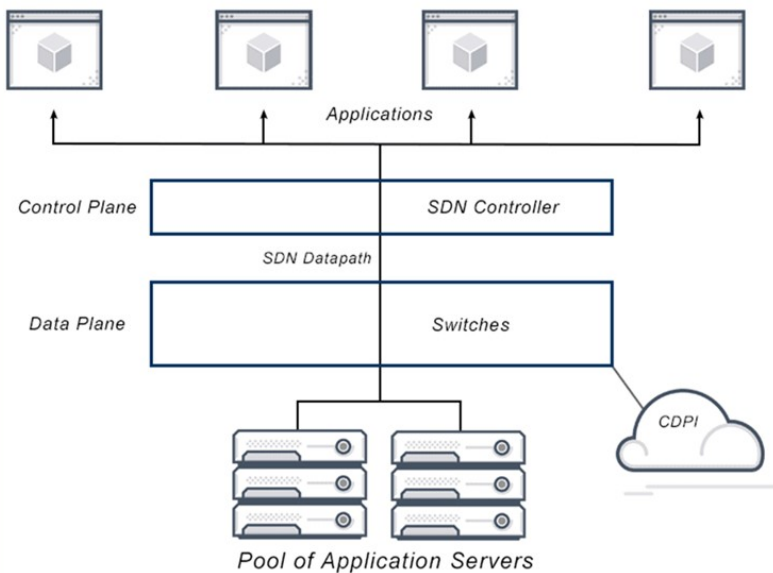 Applications
Control Plane
SDN Controller
SDN Datapath
Data Plane
Switches
CDPI
Pool of Application Servers